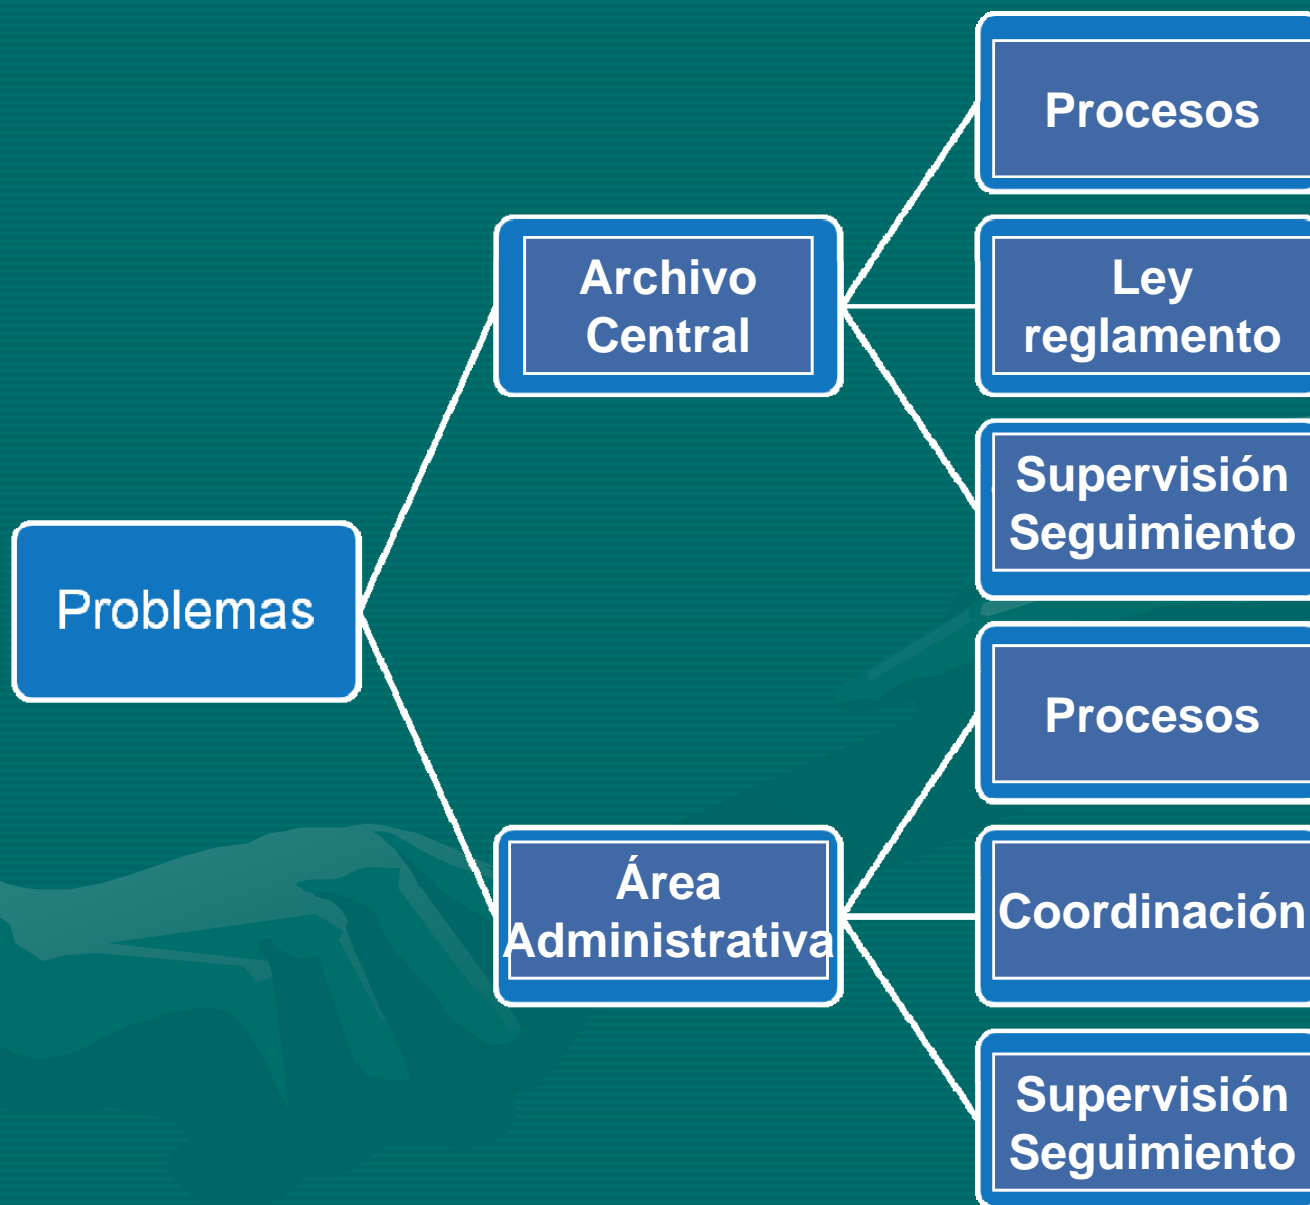 Problemas
Archivo
Central
Procesos
Ley
reglamento
Supervisión
Seguimiento
Área
Administrativa
Procesos
Coordinación
Supervisión
Seguimiento